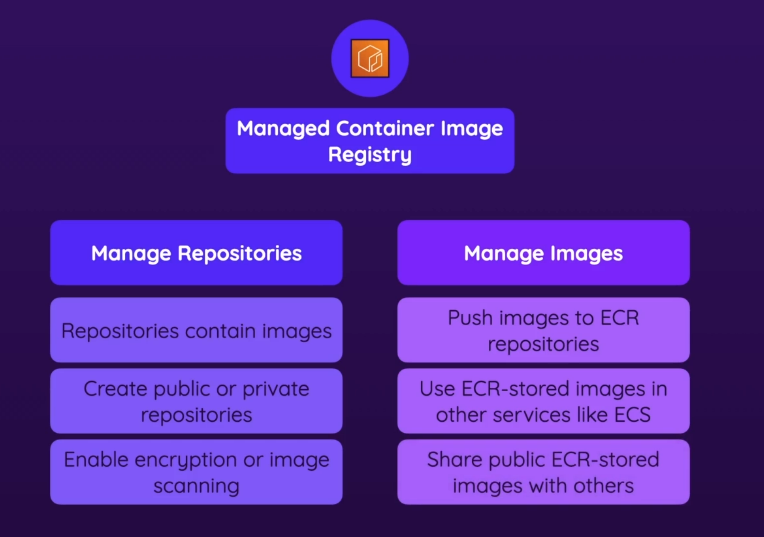 Managed Container Image
Registry
Manage Repositories
Repositories contain images
Create public or private
repositories
Enable encryption or image
scanning
Manage Images
Push images to ECR
repositories
Use ECR-stored images in
other services like ECS
Share public ECR-stored
images with others